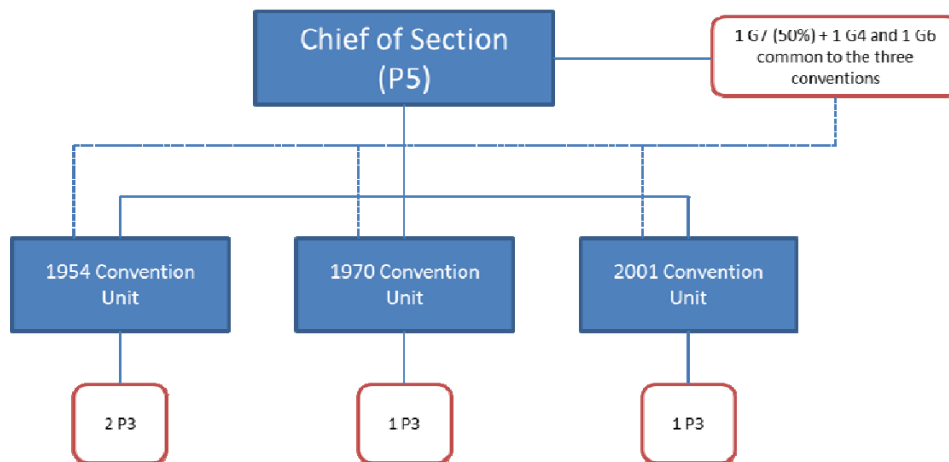 Chief of Section
(P5)
1 G7 (50%) + 1 G4 and 1 G6
common to the three
conventions
1954 Convention
Unit
1970 Convention
Unit
2001 Convention
Unit
2 P3
1 P3
1 P3